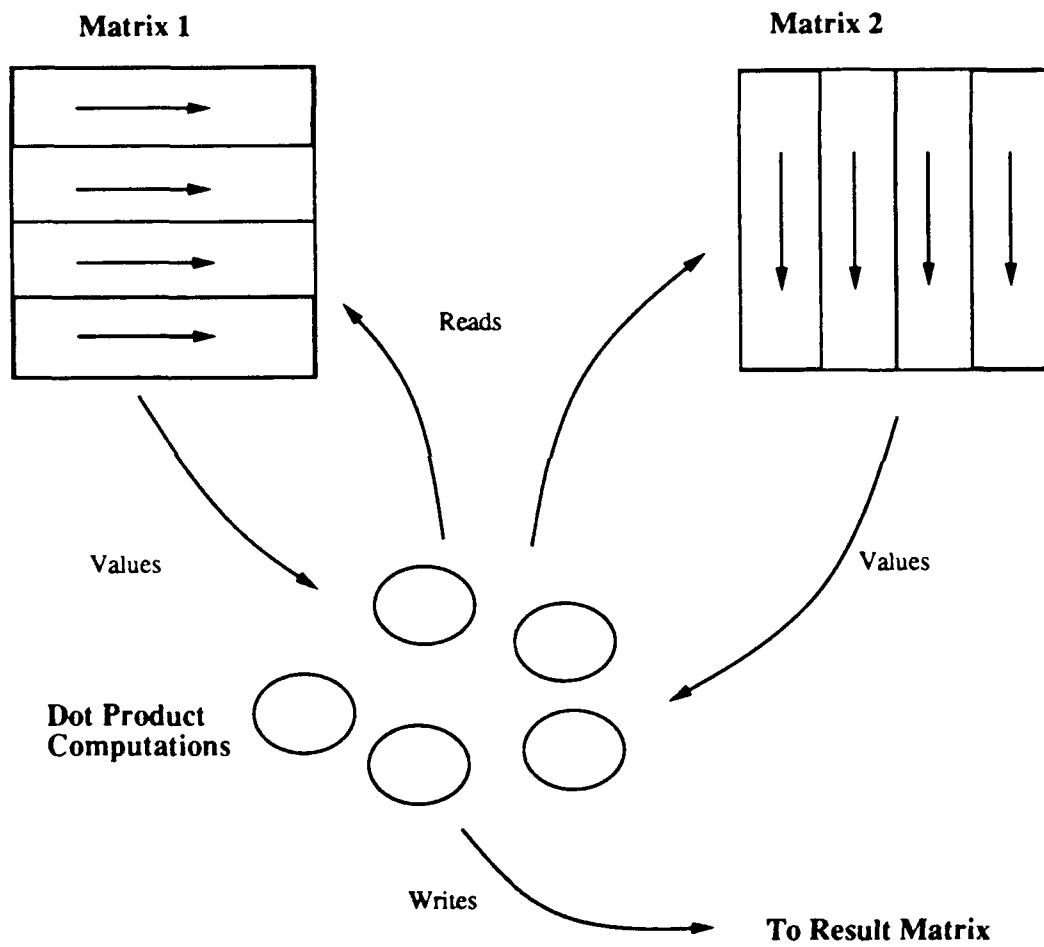 Matrix 1
Matrix 2
Reads
Values
Values
Dot Product
Computations
Writes
To Result Matrix